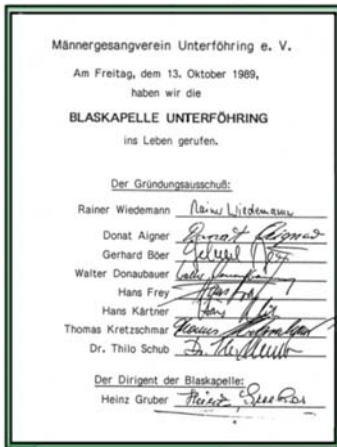 Männergesangverein Unterföhring e. V.
Am Freitag, dem 13. Oktober 1989,
haben wir die
BLASKAPELLE UNTERFÖHRING
ins Leben gerufen.
Der Gründungsausschuß:
Rainer Wiedemann Rainer Wiedemann
Donat Aigner Donat Aigner
Gerhard Böer
Walter Donaubauer
Hans Frey
Hans Kärtner
Thomas Kretzschmar
Dr. Thilo Schub
Der Dirigent der Blaskapelle:
Heinz Gruber